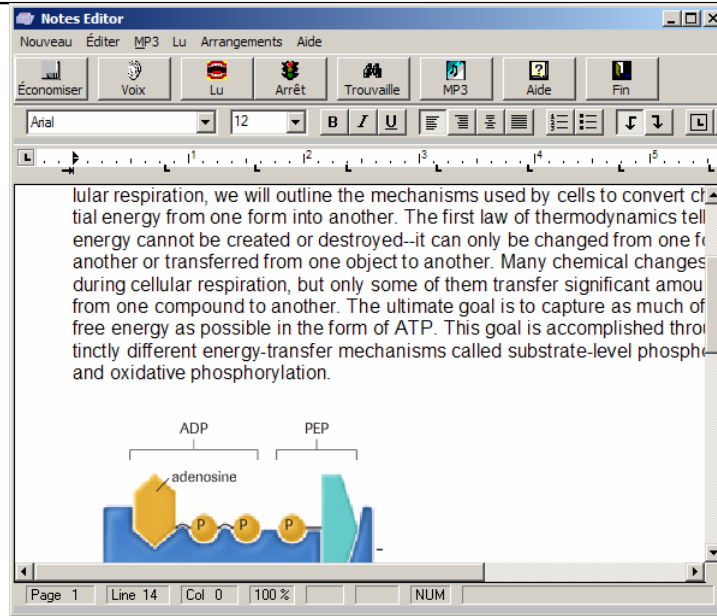 Notes Editor
Nouveau Éditer MP3 Lu Arrangements Aide
Économiser Voix Lu Arrêt Trouvaille MP3 Aide Fin
Arial 12 B I U
1 2 3 4 5
lular respiration, we will outline the mechanisms used by cells to convert ch
tial energy from one form into another. The first law of thermodynamics tell
energy cannot be created or destroyed--it can only be changed from one fo
another or transferred from one object to another. Many chemical changes
during cellular respiration, but only some of them transfer significant amou
from one compound to another. The ultimate goal is to capture as much of
free energy as possible in the form of ATP. This goal is accomplished throu
tinctly different energy-transfer mechanisms called substrate-level phospho
and oxidative phosphorylation.
ADP PEP
adenosine
P P P
Page 1 Line 14 Col 0 100 % NUM